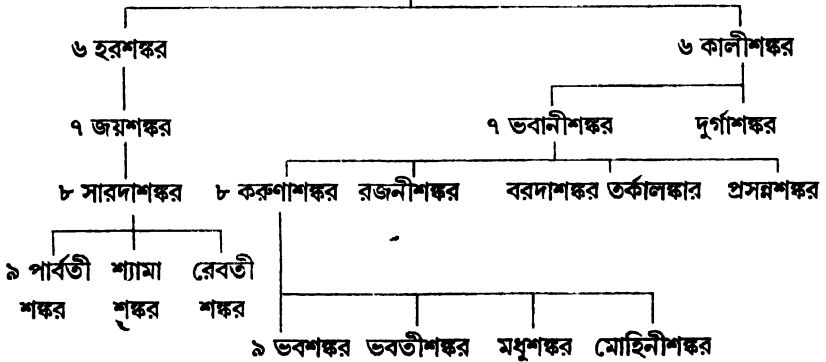 ৬ হরশঙ্কর ৬ কালীশঙ্কর
৭ জয়শঙ্কর ৭ ভবানীশঙ্কর দুর্গাশঙ্কর
৮ সারদাশঙ্কর ৮ করুণাশঙ্কর রজনীশঙ্কর বরদাশঙ্কর তর্কালঙ্কার প্রসন্নশঙ্কর
৯ পার্বতী শ্যামা রেবতী
শঙ্কর শঙ্কর শঙ্কর
৯ ভবশঙ্কর ভবতীশঙ্কর মধুশঙ্কর মোহিনীশঙ্কর